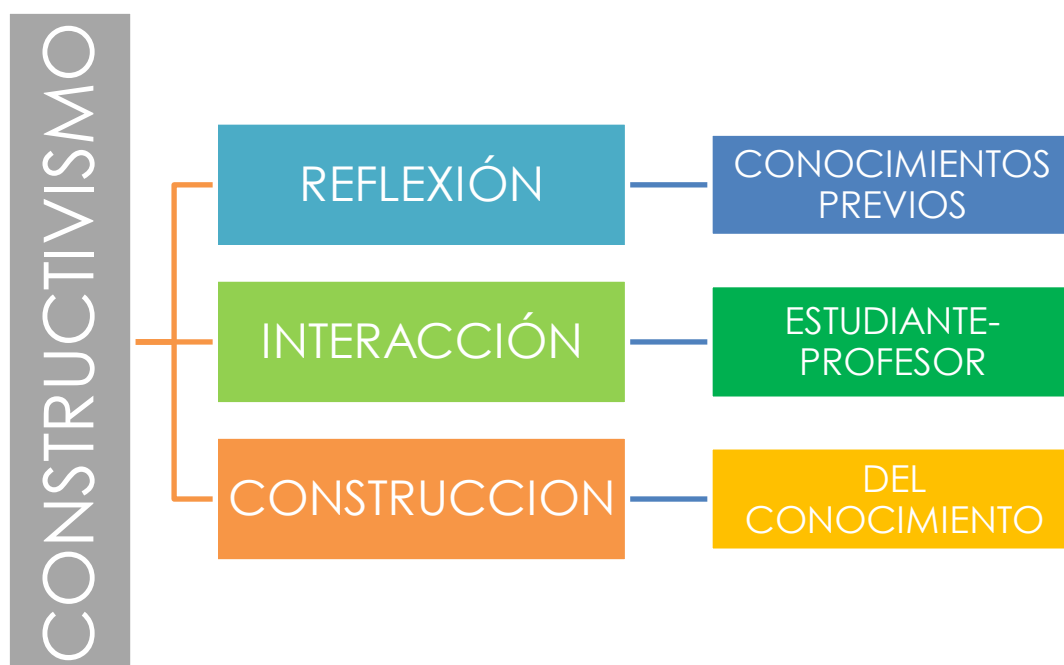 CONSTRUCTIVISMO
REFLEXIÓN
CONOCIMIENTOS
PREVIOS
INTERACCIÓN
ESTUDIANTE-
PROFESOR
CONSTRUCCION
DEL
CONOCIMIENTO